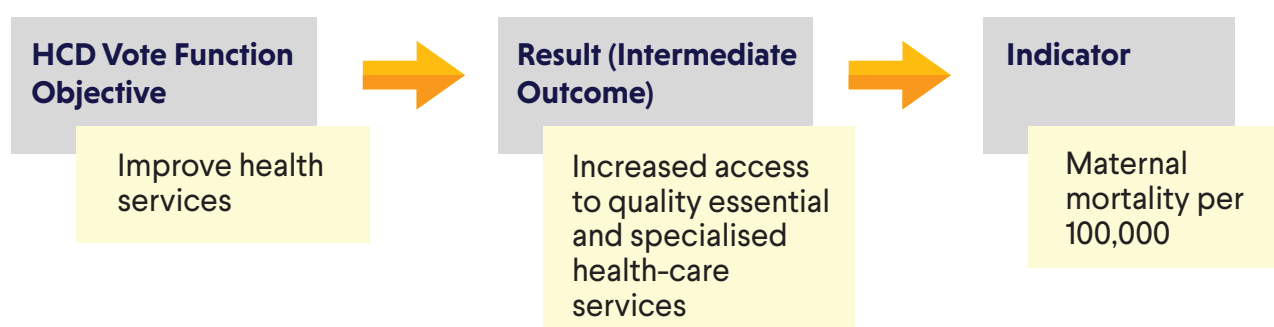 HCD Vote Function
Objective
Improve health
services
Result (Intermediate
Outcome)
Increased access
to quality essential
and specialised
health-care
services
Indicator
Maternal
mortality per
100,000